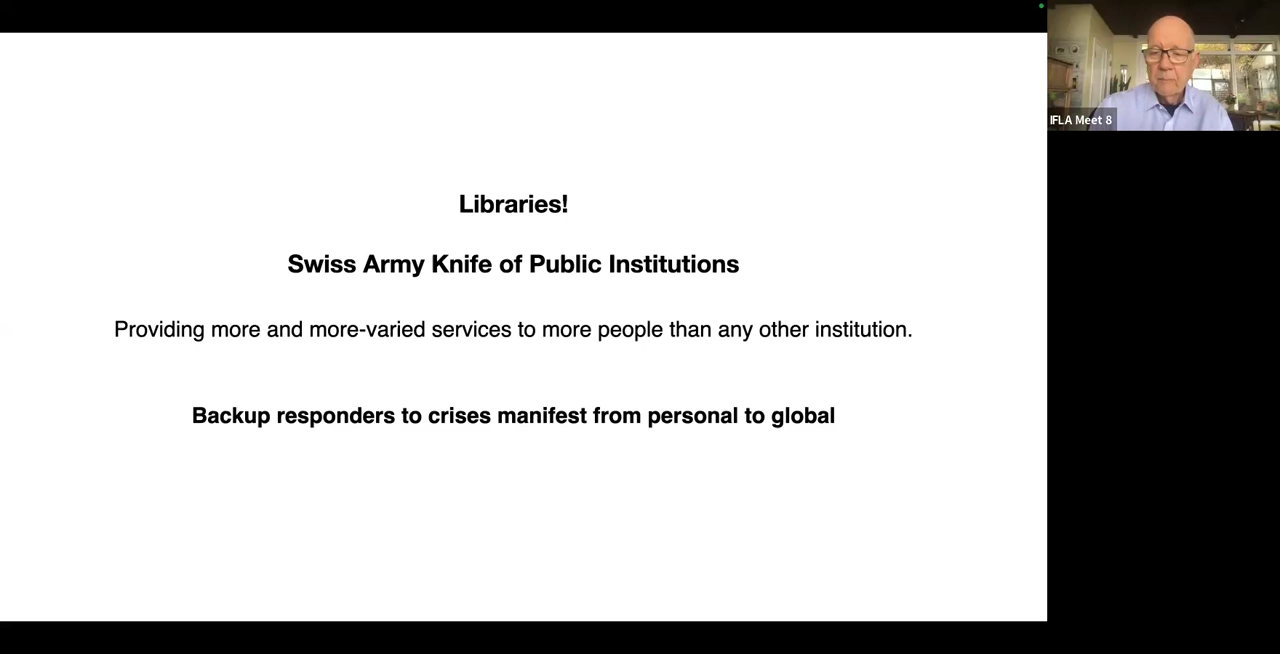 Libraries!
Swiss Army Knife of Public Institutions
Providing more and more-varied services to more people than any other institution.
Backup responders to crises manifest from personal to global
IFLA Meet 8